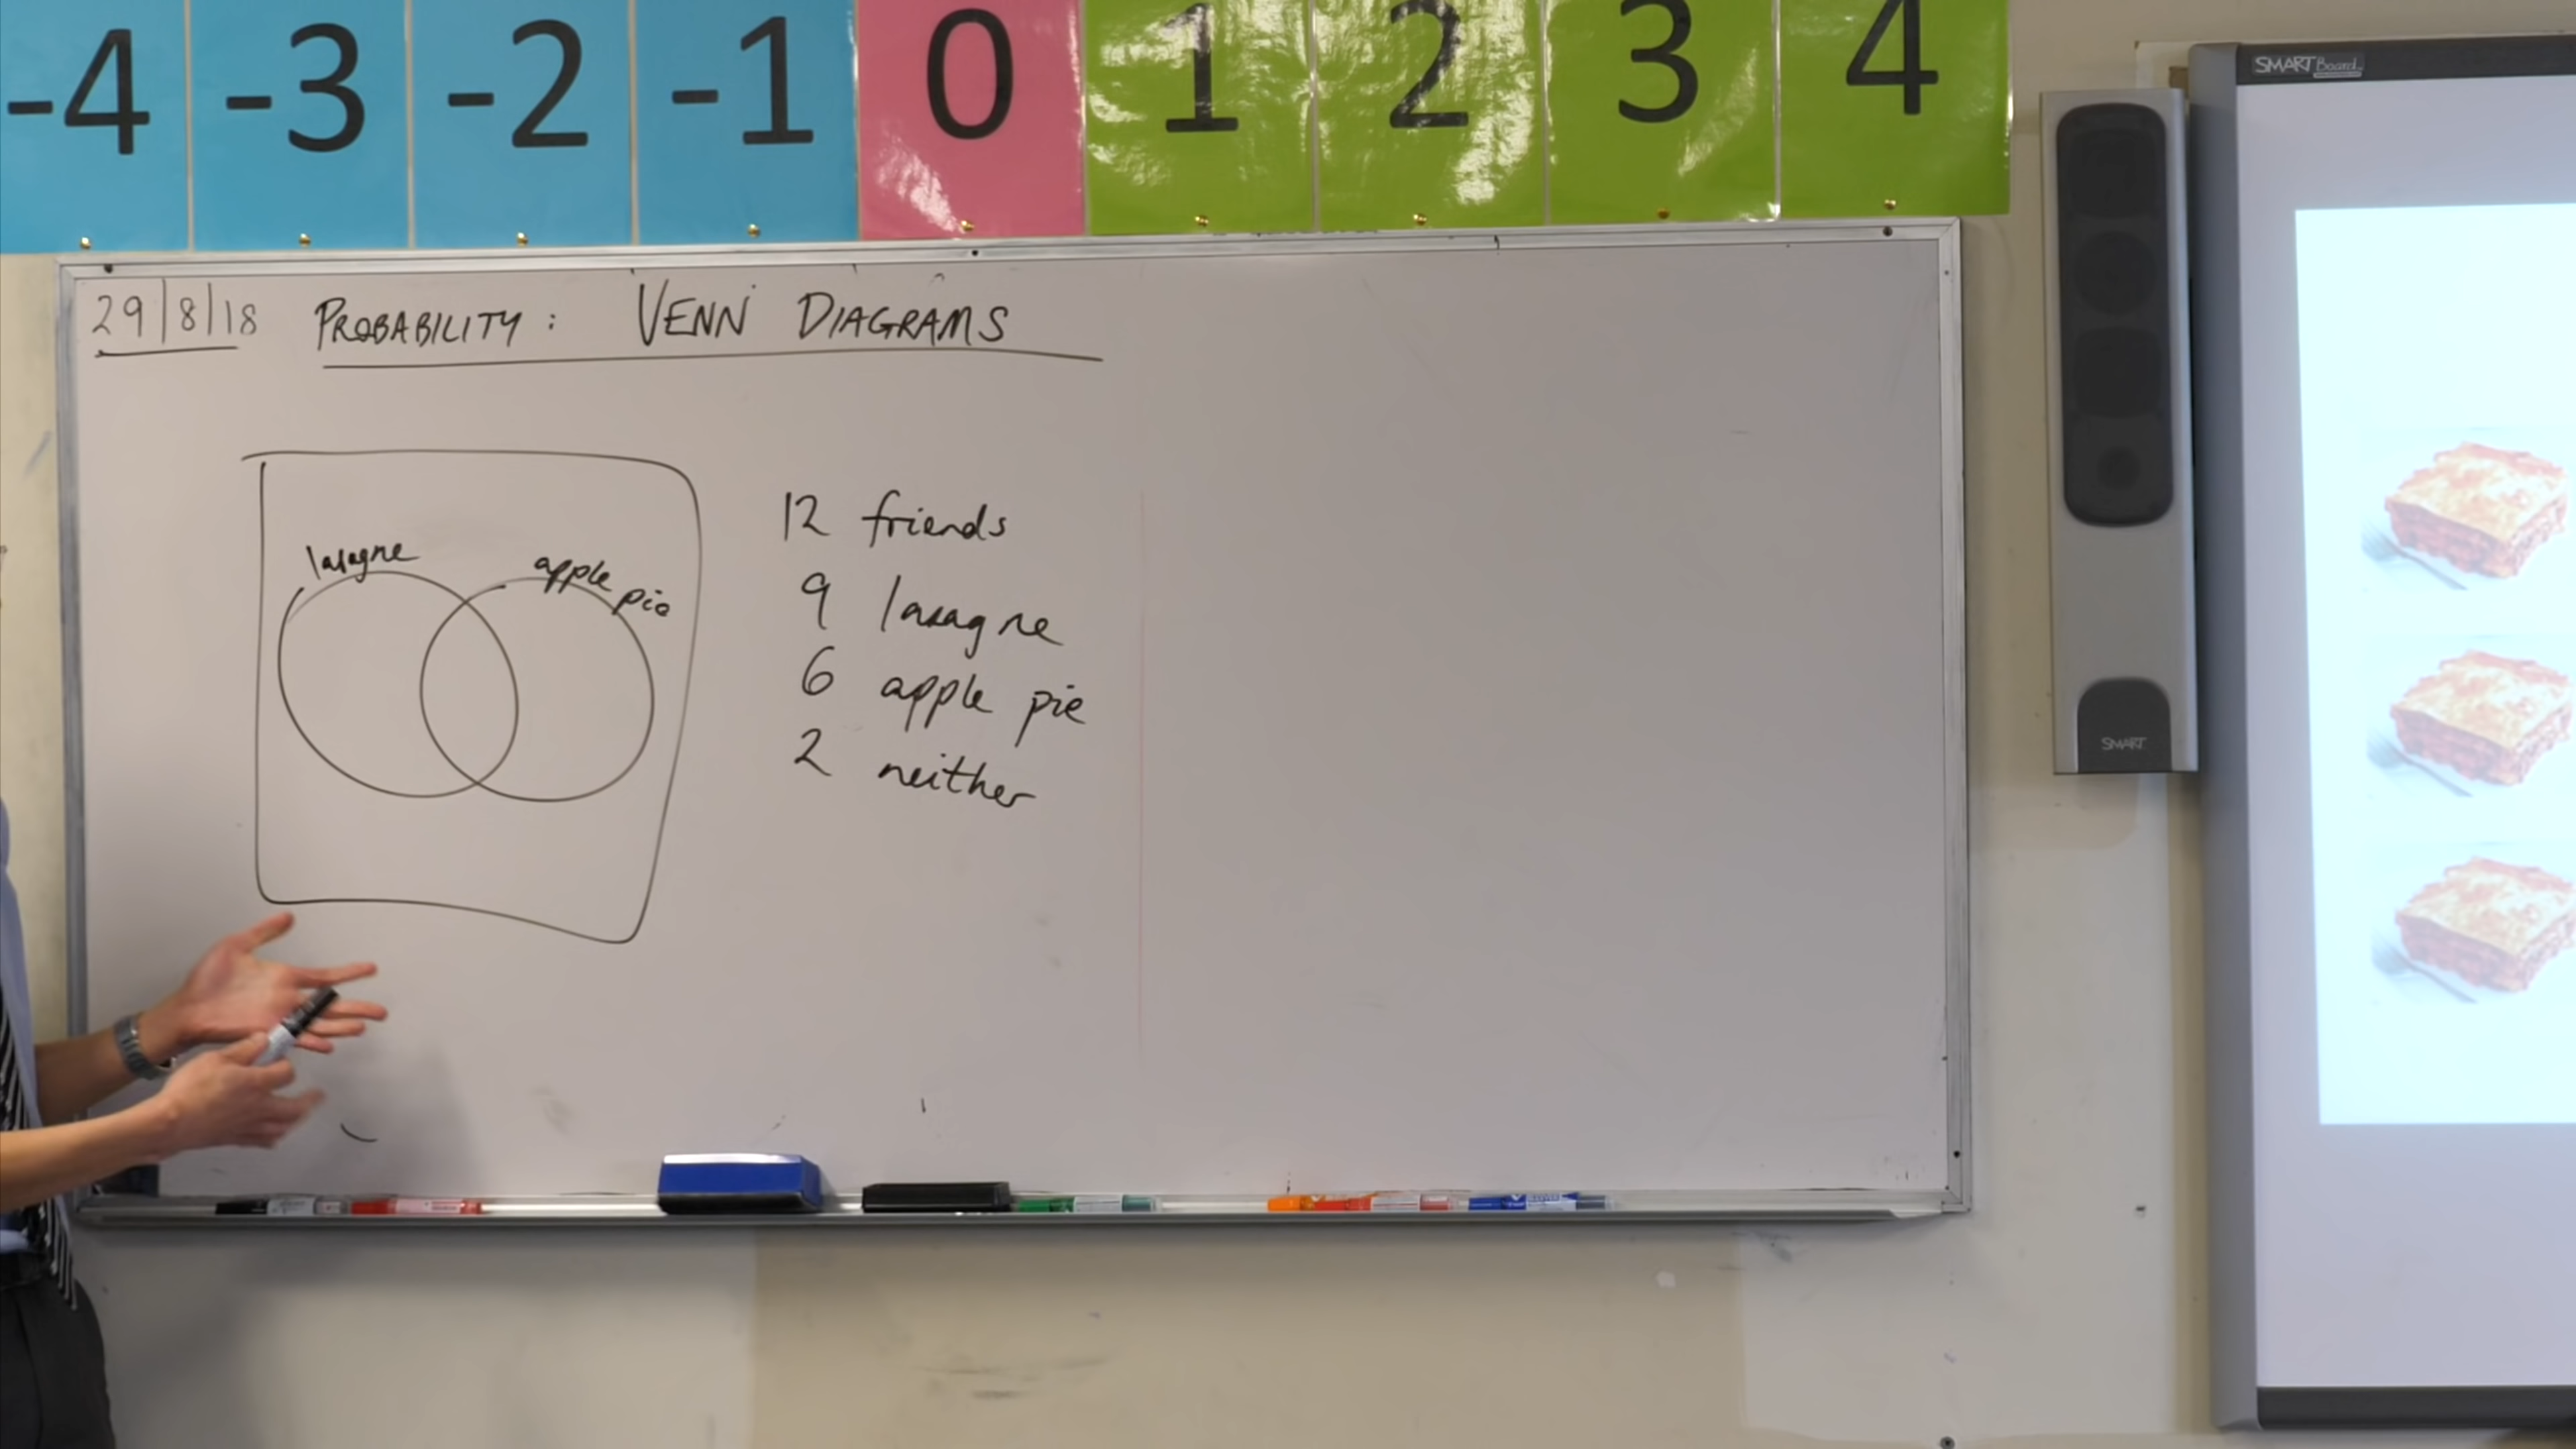 -4 -3 -2 -1 0 1 2 3 4
SMART Board
29/8/18 PROBABILITY: VENN DIAGRAMS
lasagne
apple pie
12 friends
9 lasagne
6 apple pie
2 neither
SMART